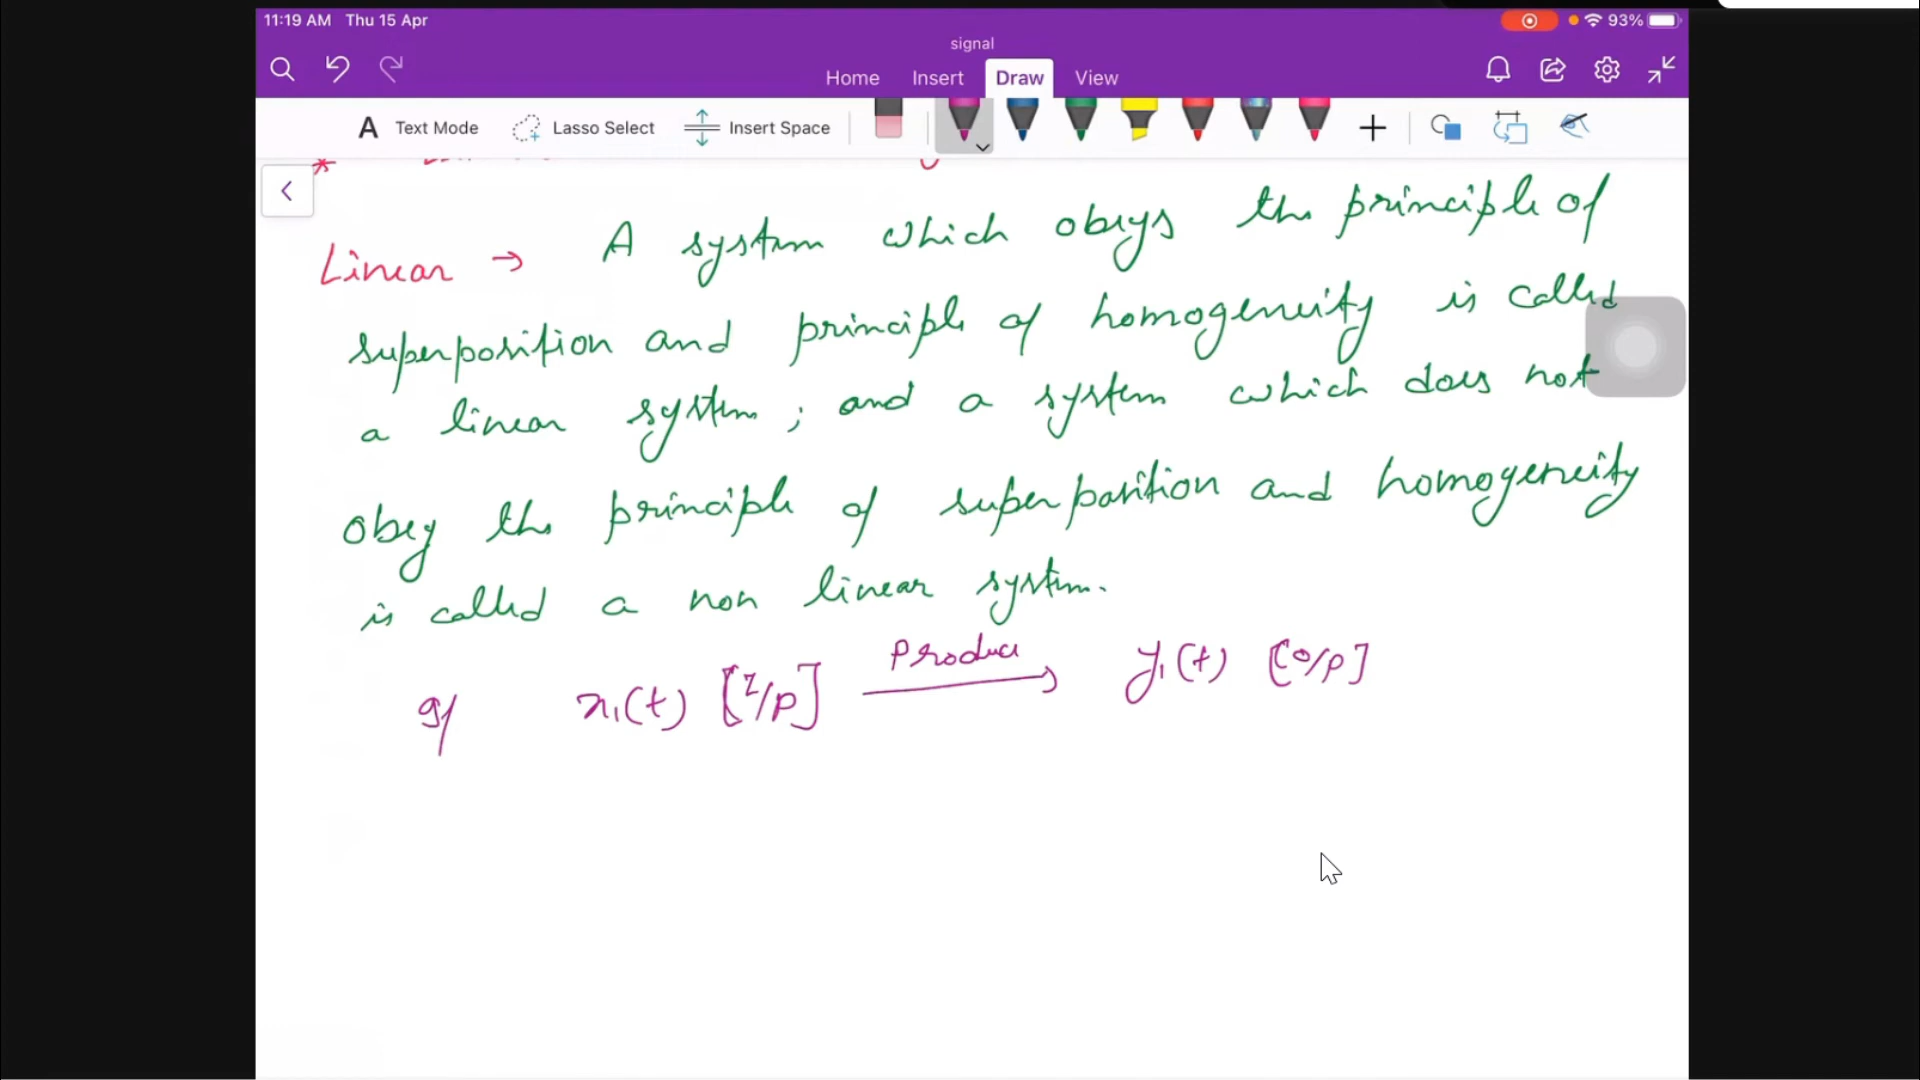 11:19 AM Thu 15 Apr
93%
signal
Home Insert Draw View
A Text Mode Lasso Select Insert Space
Linear → A system which obeys the principle of
superposition and principle of homogeneity is called
a linear system; and a system which does not
obey the principle of superposition and homogeneity
is called a non linear system.
If x₁(t) [I/P] Produce → y₁(t) [O/P]